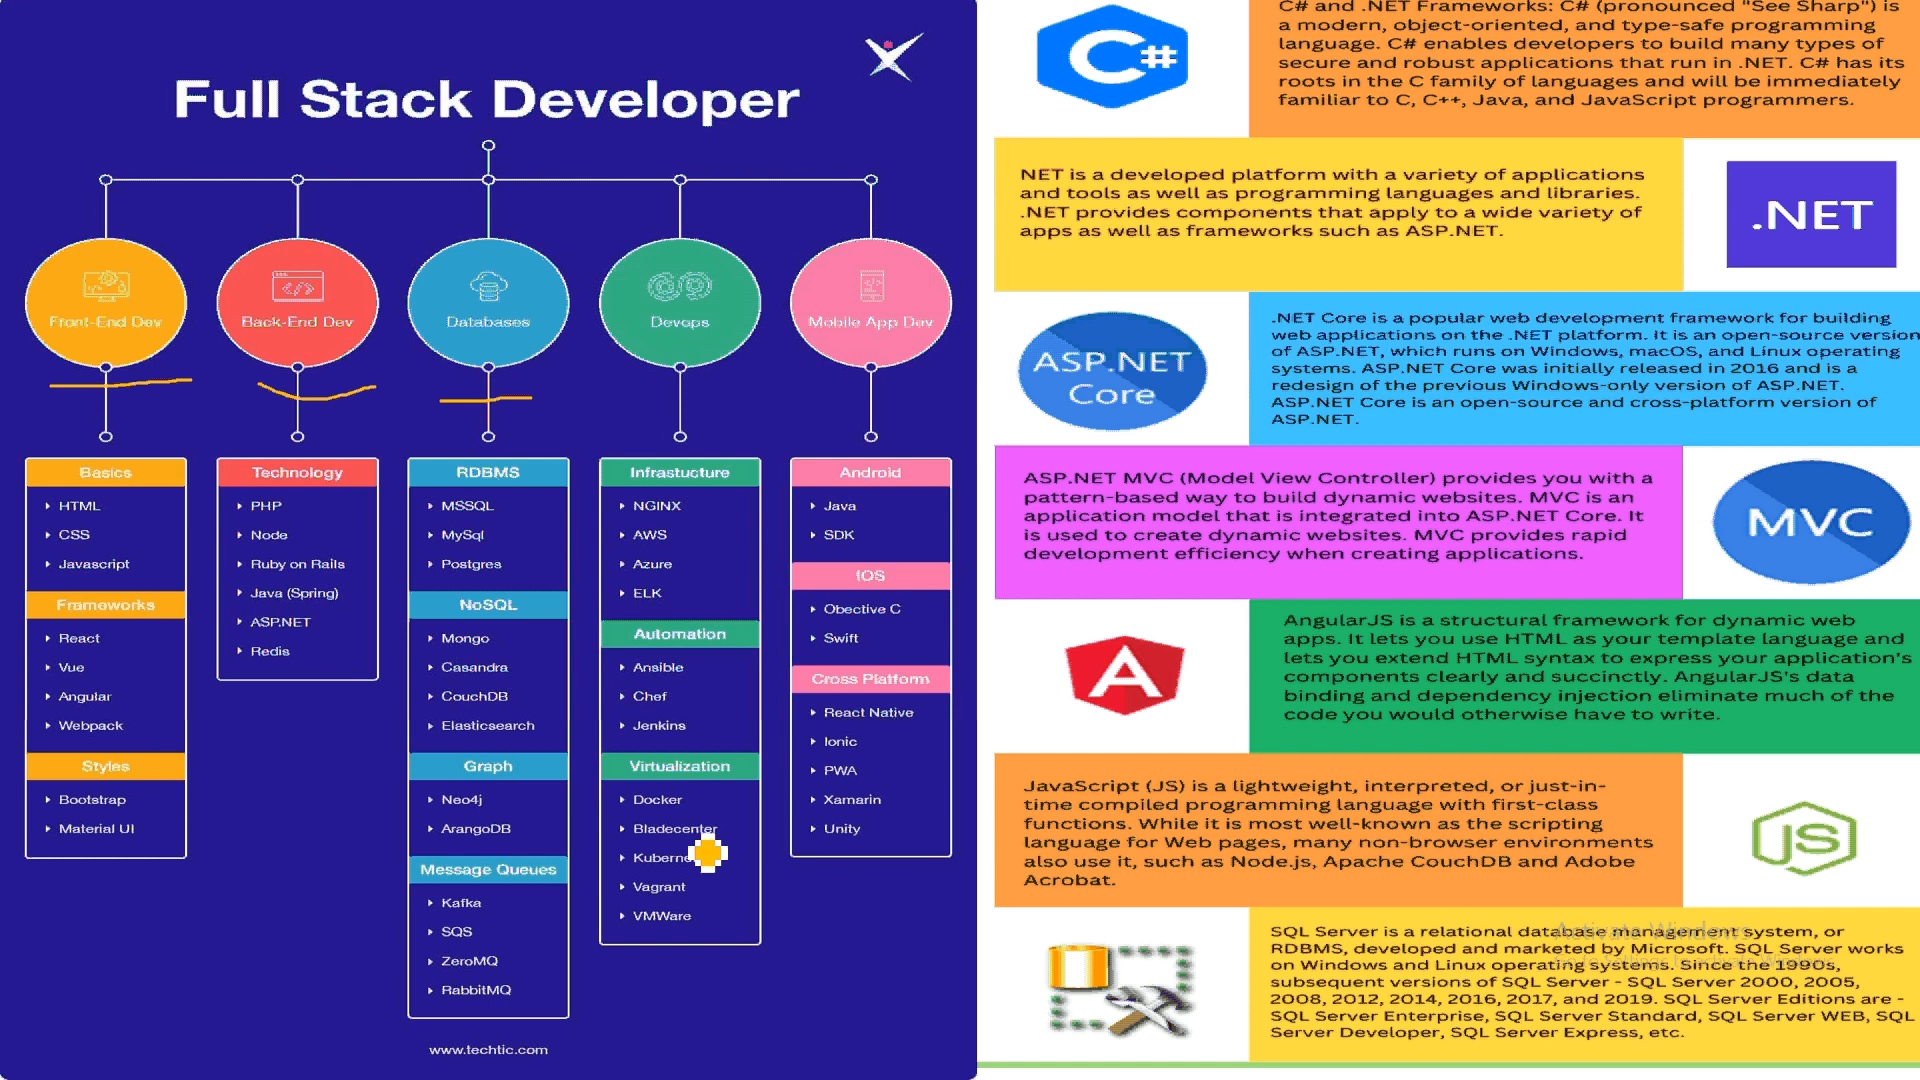 Full Stack Developer
Front-End Dev
Back-End Dev
Databases
Devops
Mobile App Dev
Basics
HTML
CSS
Javascript
Frameworks
React
Vue
Angular
Webpack
Styles
Bootstrap
Material UI
Technology
PHP
Node
Ruby on Rails
Java (Spring)
ASP.NET
Redis
RDBMS
MSSQL
MySql
Postgres
NoSQL
Mongo
Casandra
CouchDB
Elasticsearch
Graph
Neo4j
ArangoDB
Message Queues
Kafka
SQS
ZeroMQ
RabbitMQ
Infrastucture
NGINX
AWS
Azure
ELK
Automation
Ansible
Chef
Jenkins
Virtualization
Docker
Bladecenter
Vagrant
VMWare
Android
Java
SDK
IOS
Obective C
Swift
Cross Platform
React Native
Ionic
PWA
Xamarin
Unity
www.techtic.com
C#
C# and .NET Frameworks: C# (pronounced "See Sharp") is
a modern, object-oriented, and type-safe programming
language. C# enables developers to build many types of
secure and robust applications that run in .NET. C# has its
roots in the C family of languages and will be immediately
familiar to C, C++, Java, and JavaScript programmers.
NET is a developed platform with a variety of applications
and tools as well as programming languages and libraries.
.NET provides components that apply to a wide variety of
apps as well as frameworks such as ASP.NET.
.NET
ASP.NET
Core
.NET Core is a popular web development framework for building
web applications on the .NET platform. It is an open-source version
of ASP.NET, which runs on Windows, macOS, and Linux operating
systems. ASP.NET Core was initially released in 2016 and is a
redesign of the previous Windows-only version of ASP.NET.
ASP.NET Core is an open-source and cross-platform version of
ASP.NET.
ASP.NET MVC (Model View Controller) provides you with a
pattern-based way to build dynamic websites. MVC is an
application model that is integrated into ASP.NET Core. It
is used to create dynamic websites. MVC provides rapid
development efficiency when creating applications.
MVC
A
AngularJS is a structural framework for dynamic web
apps. It lets you use HTML as your template language and
lets you extend HTML syntax to express your application's
components clearly and succinctly. AngularJS's data
binding and dependency injection eliminate much of the
code you would otherwise have to write.
JavaScript (JS) is a lightweight, interpreted, or just-in-
time compiled programming language with first-class
functions. While it is most well-known as the scripting
language for Web pages, many non-browser environments
also use it, such as Node.js, Apache CouchDB and Adobe
Acrobat.
JS
SQL Server is a relational database management system, or
RDBMS, developed and marketed by Microsoft. SQL Server works
on Windows and Linux operating systems. Since the 1990s,
subsequent versions of SQL Server - SQL Server 2000, 2005,
2008, 2012, 2014, 2016, 2017, and 2019. SQL Server Editions are -
SQL Server Enterprise, SQL Server Standard, SQL Server WEB, SQL
Server Developer, SQL Server Express, etc.
Activate Windows
Go to Settings to activate Windows.